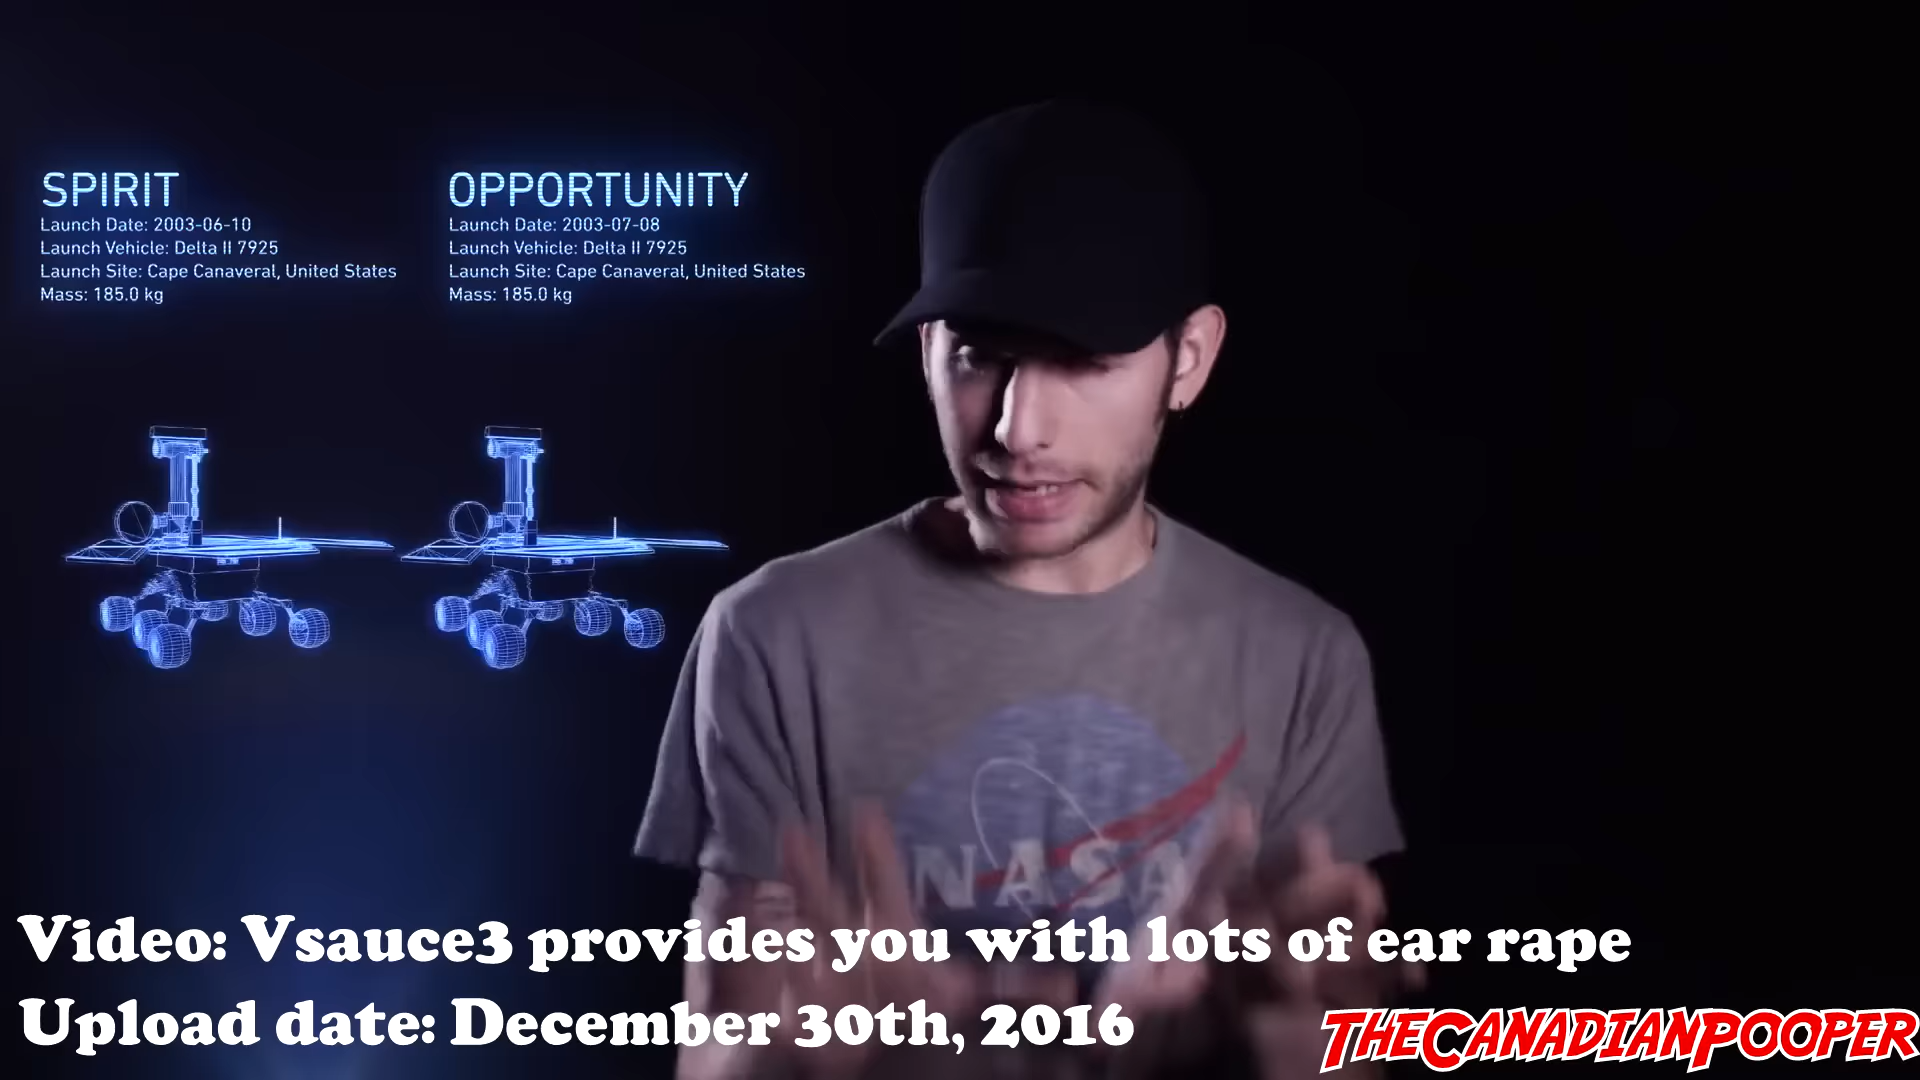 SPIRIT
Launch Date: 2003-06-10
Launch Vehicle: Delta II 7925
Launch Site: Cape Canaveral, United States
Mass: 185.0 kg
OPPORTUNITY
Launch Date: 2003-07-08
Launch Vehicle: Delta II 7925
Launch Site: Cape Canaveral, United States
Mass: 185.0 kg
NASA
Video: Vsauce3 provides you with lots of ear rape
Upload date: December 30th, 2016
THECANADIANPOOPER